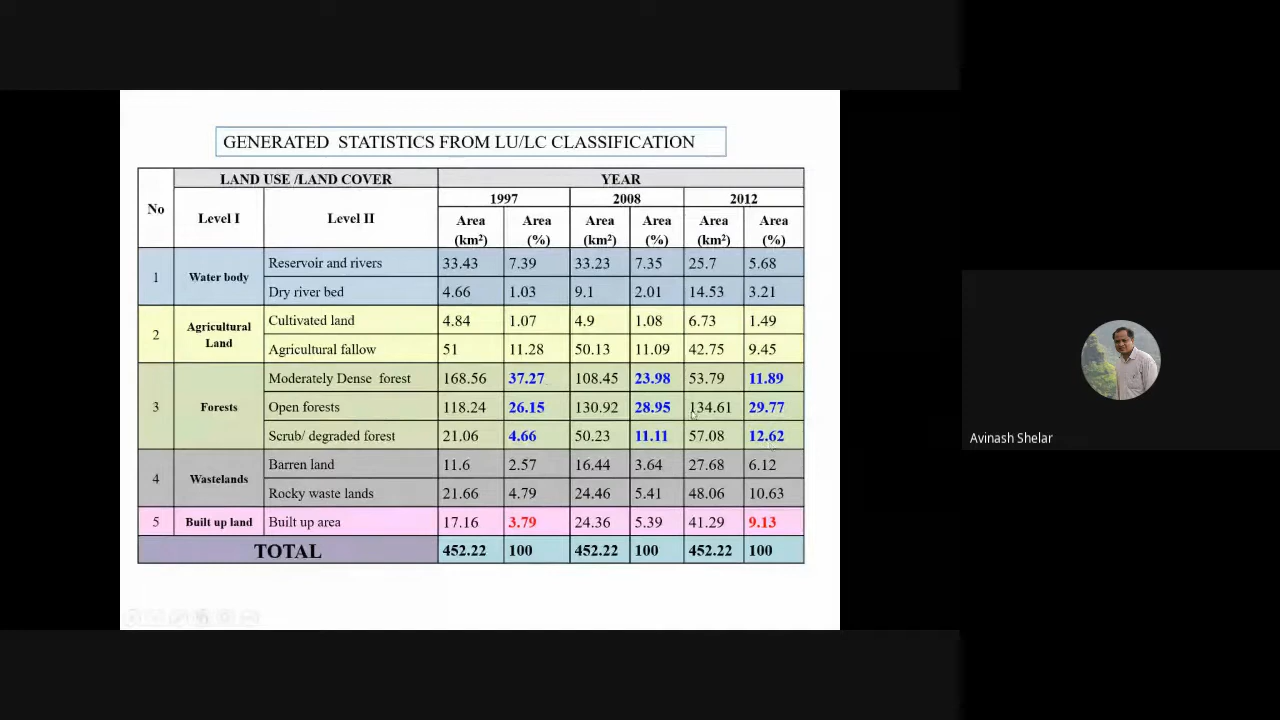 GENERATED STATISTICS FROM LU/LC CLASSIFICATION
No LAND USE /LAND COVER YEAR
Level I Level II 1997 2008 2012
Area (km²) Area (%) Area (km²) Area (%) Area (km²) Area (%)
1 Water body Reservoir and rivers 33.43 7.39 33.23 7.35 25.7 5.68
Dry river bed 4.66 1.03 9.1 2.01 14.53 3.21
2 Agricultural Land Cultivated land 4.84 1.07 4.9 1.08 6.73 1.49
Agricultural fallow 51 11.28 50.13 11.09 42.75 9.45
3 Forests Moderately Dense forest 168.56 37.27 108.45 23.98 53.79 11.89
Open forests 118.24 26.15 130.92 28.95 134.61 29.77
Scrub/ degraded forest 21.06 4.66 50.23 11.11 57.08 12.62
4 Wastelands Barren land 11.6 2.57 16.44 3.64 27.68 6.12
Rocky waste lands 21.66 4.79 24.46 5.41 48.06 10.63
5 Built up land Built up area 17.16 3.79 24.36 5.39 41.29 9.13
TOTAL 452.22 100 452.22 100 452.22 100
Avinash Shelar